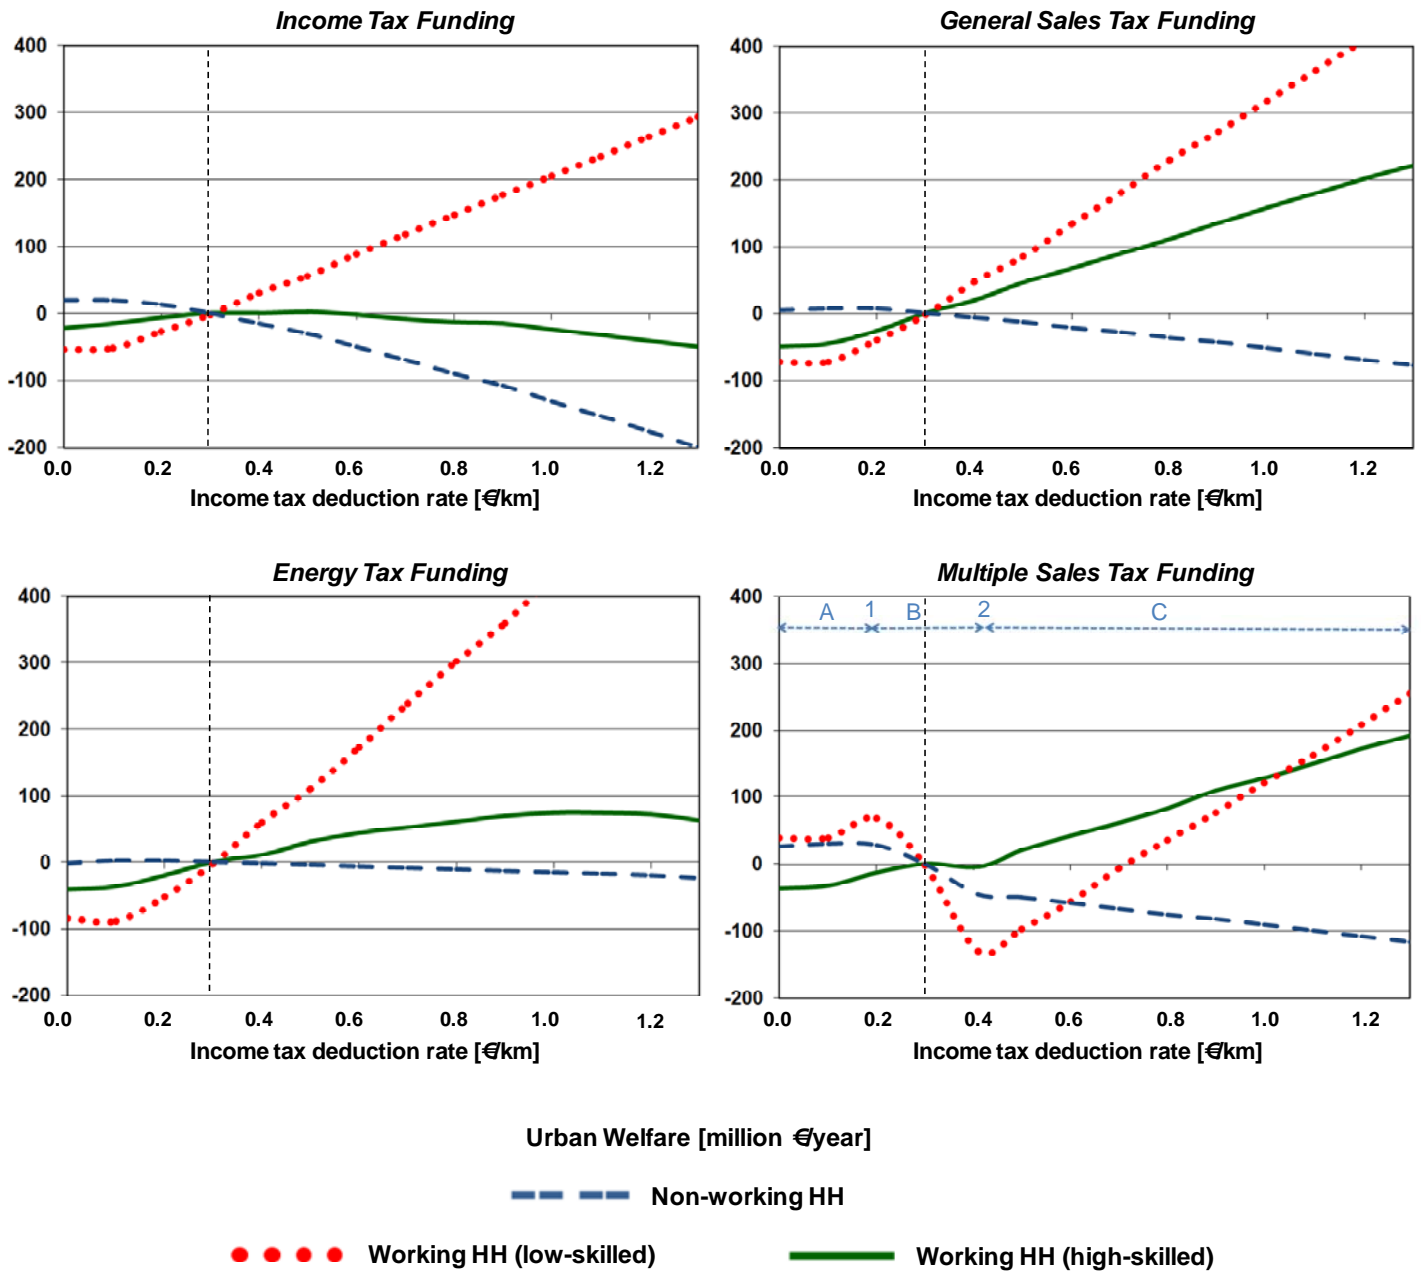 Income Tax Funding
General Sales Tax Funding
400
300
200
100
0
-100
-200
0.0 0.2 0.4 0.6 0.8 1.0 1.2
Income tax deduction rate [€/km]
400
300
200
100
0
-100
-200
0.0 0.2 0.4 0.6 0.8 1.0 1.2
Income tax deduction rate [€/km]
Energy Tax Funding
Multiple Sales Tax Funding
400
300
200
100
0
-100
-200
0.0 0.2 0.4 0.6 0.8 1.0 1.2
Income tax deduction rate [€/km]
A 1 B 2 C
400
300
200
100
0
-100
-200
0.0 0.2 0.4 0.6 0.8 1.0 1.2
Income tax deduction rate [€/km]
Urban Welfare [million €/year]
Non-working HH
Working HH (low-skilled)
Working HH (high-skilled)